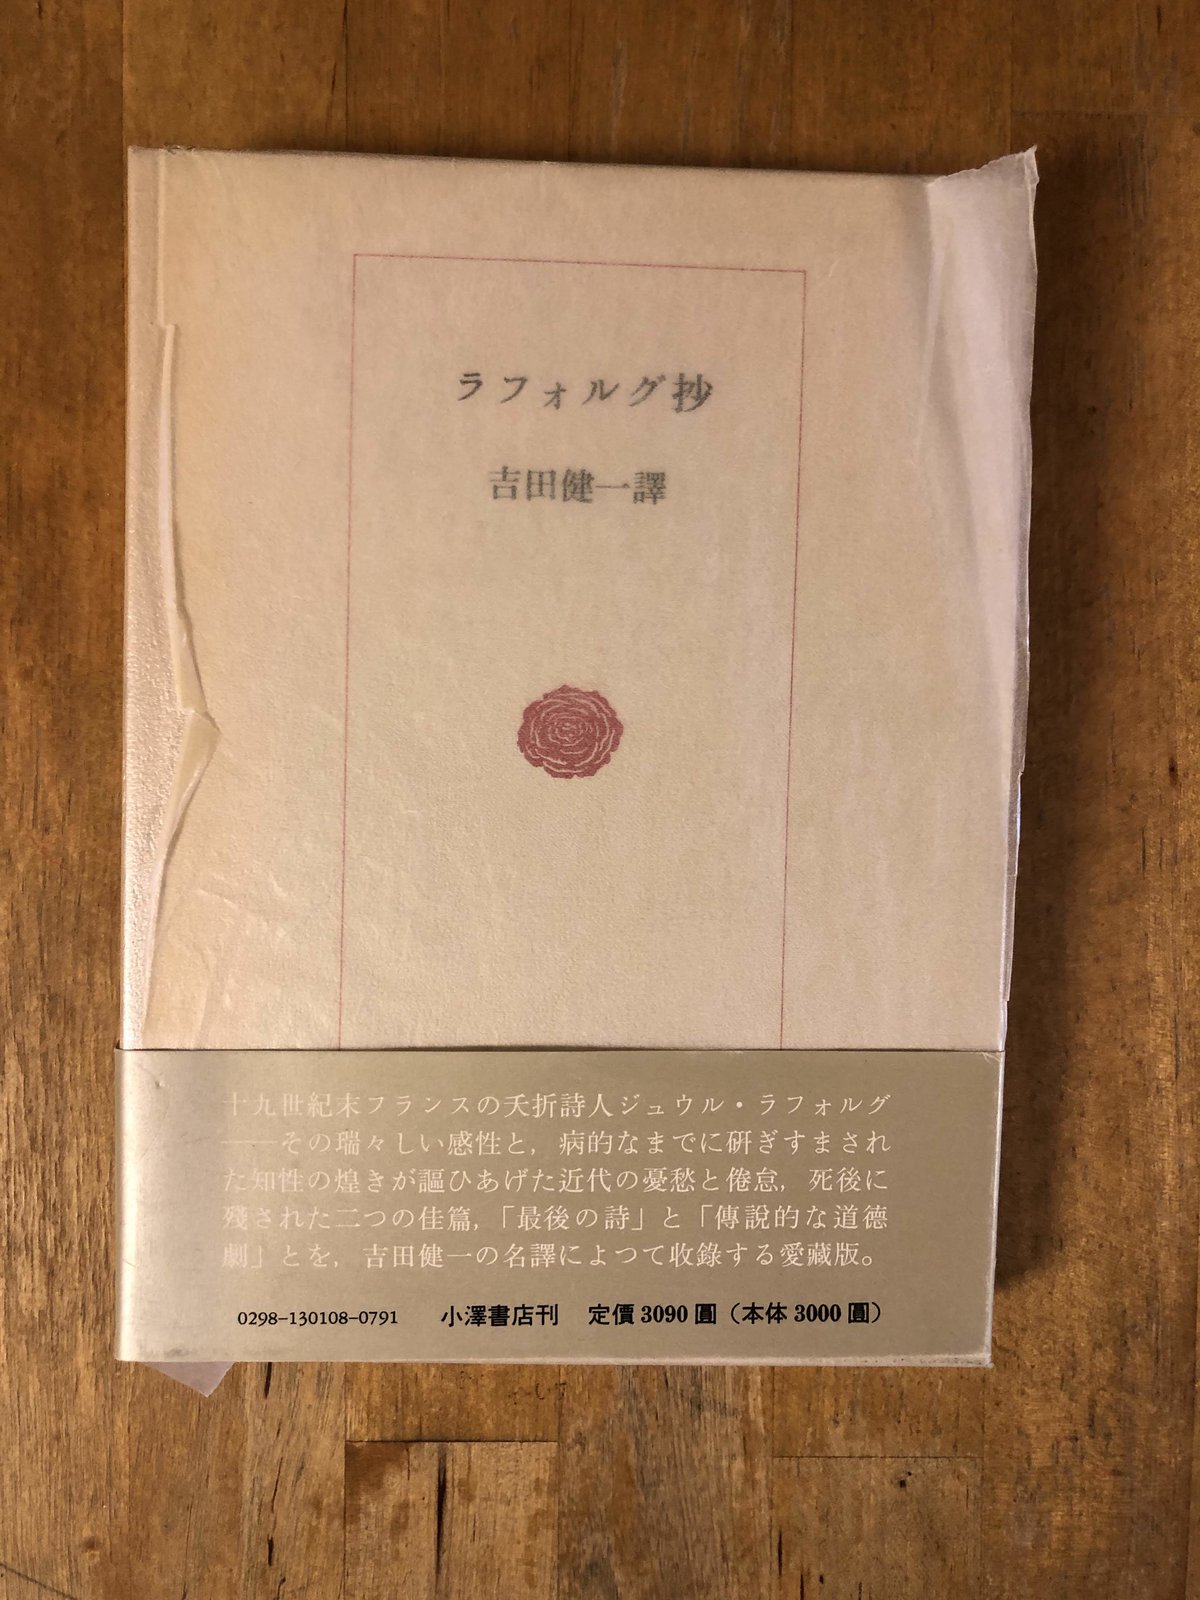 ラフォルグ抄
吉田健一譯
十九世紀末フランスの夭折詩人ジュウル・ラフォルグ
――その瑞々しい感性と，病的なまでに研ぎすまされ
た知性の煌きが謳ひあげた近代の憂愁と倦怠，死後に
殘された二つの佳篇，「最後の詩」と「傳說的な道德
劇」とを，吉田健一の名譯によつて收錄する愛藏版。
0298-130108-0791 小澤書店刊 定價 3090 圓（本体 3000 圓）